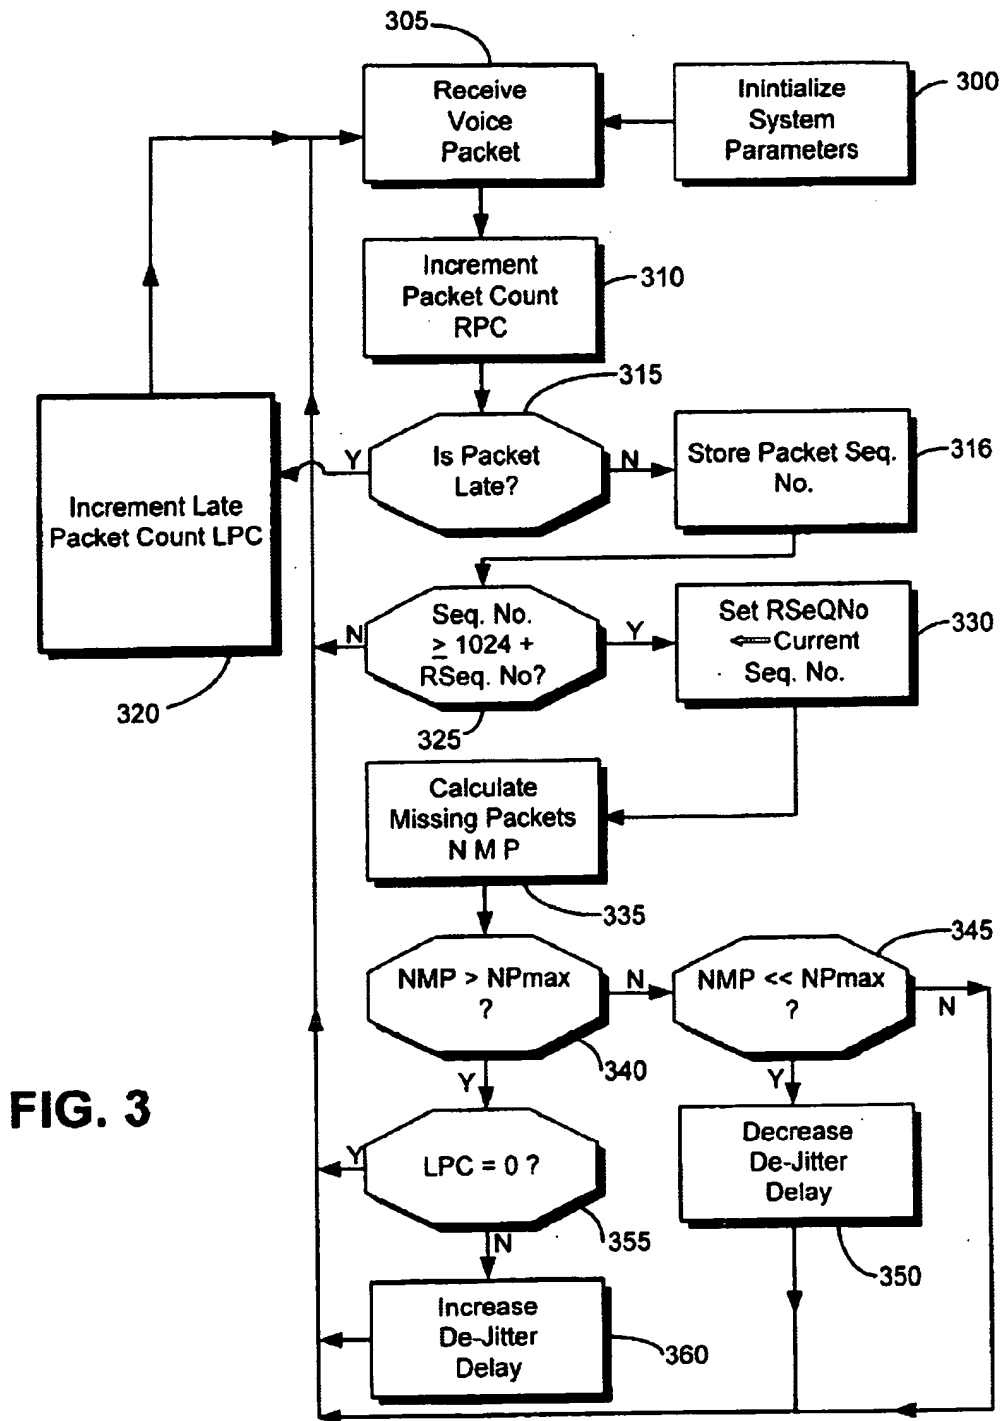 305
Receive
Voice
Packet
Inintialize
System
Parameters
300
Increment
Packet Count
RPC
310
315
Is Packet
Late?
Y
N
Store Packet Seq.
No.
316
Increment Late
Packet Count LPC
320
Seq. No.
≥ 1024 +
RSeq. No?
N
Y
325
Set RSeQNo
⟸ Current
Seq. No.
330
Calculate
Missing Packets
N M P
335
NMP > NPmax
?
N
Y
340
345
NMP << NPmax
?
N
Y
FIG. 3
LPC = 0 ?
Y
N
355
Decrease
De-Jitter
Delay
350
Increase
De-Jitter
Delay
360